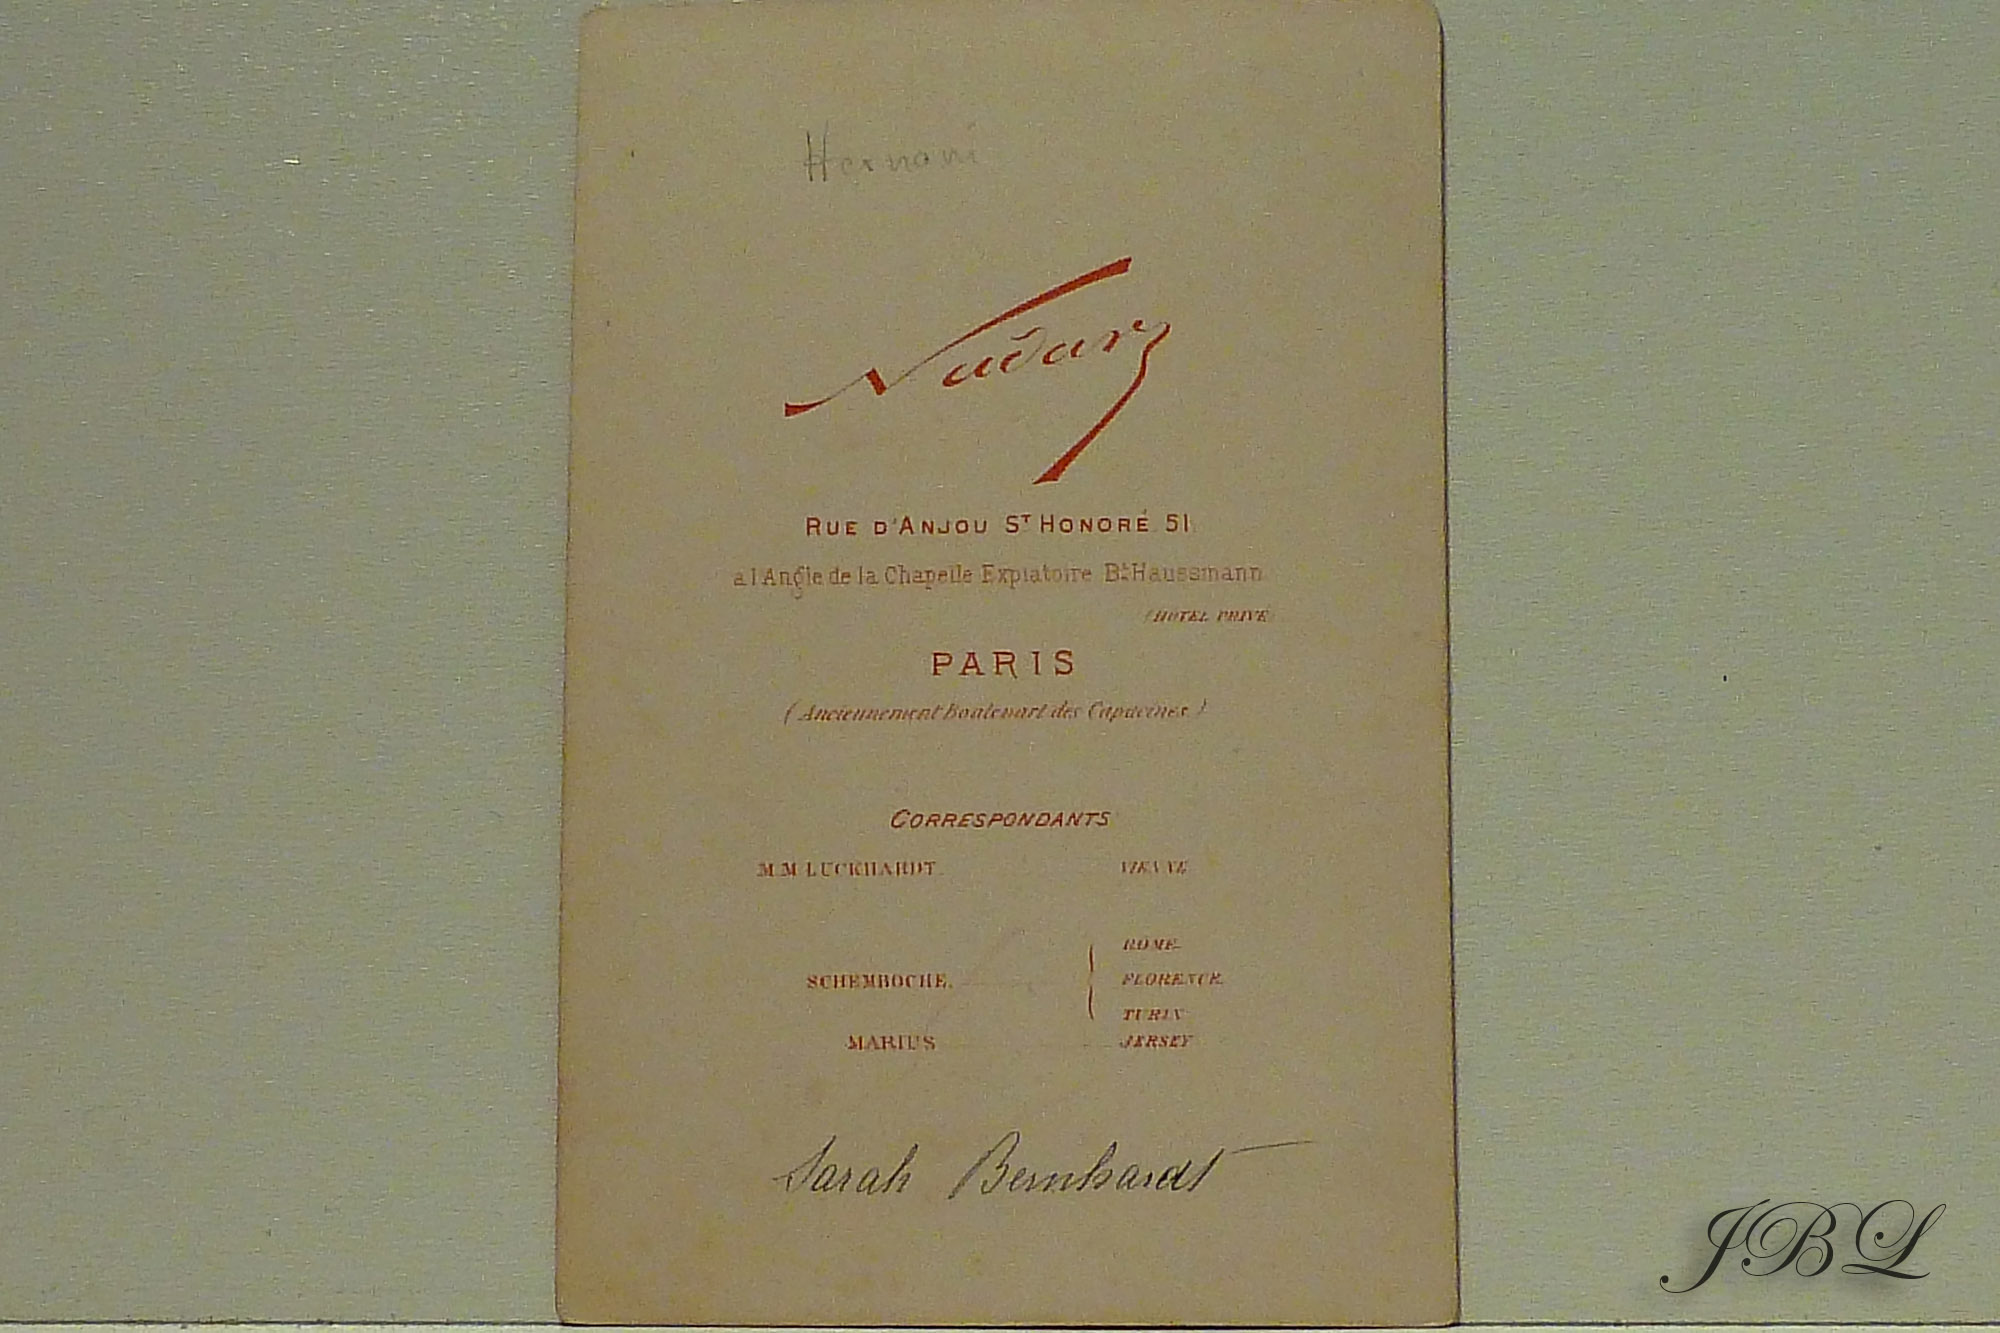 Hernani
Nadar
RUE D'ANJOU ST HONORÉ 51
a l'Angle de la Chapelle Expiatoire Bd Haussmann
(HOTEL PRIVÉ)
PARIS
(Anciennement Boulevart des Capucines)
CORRESPONDANTS
M.M LUCKHARDT. VIENNE
ROME.
SCHEMBOCHE. FLORENCE.
TURIN
MARIUS JERSEY
Sarah Bernhardt
JBL